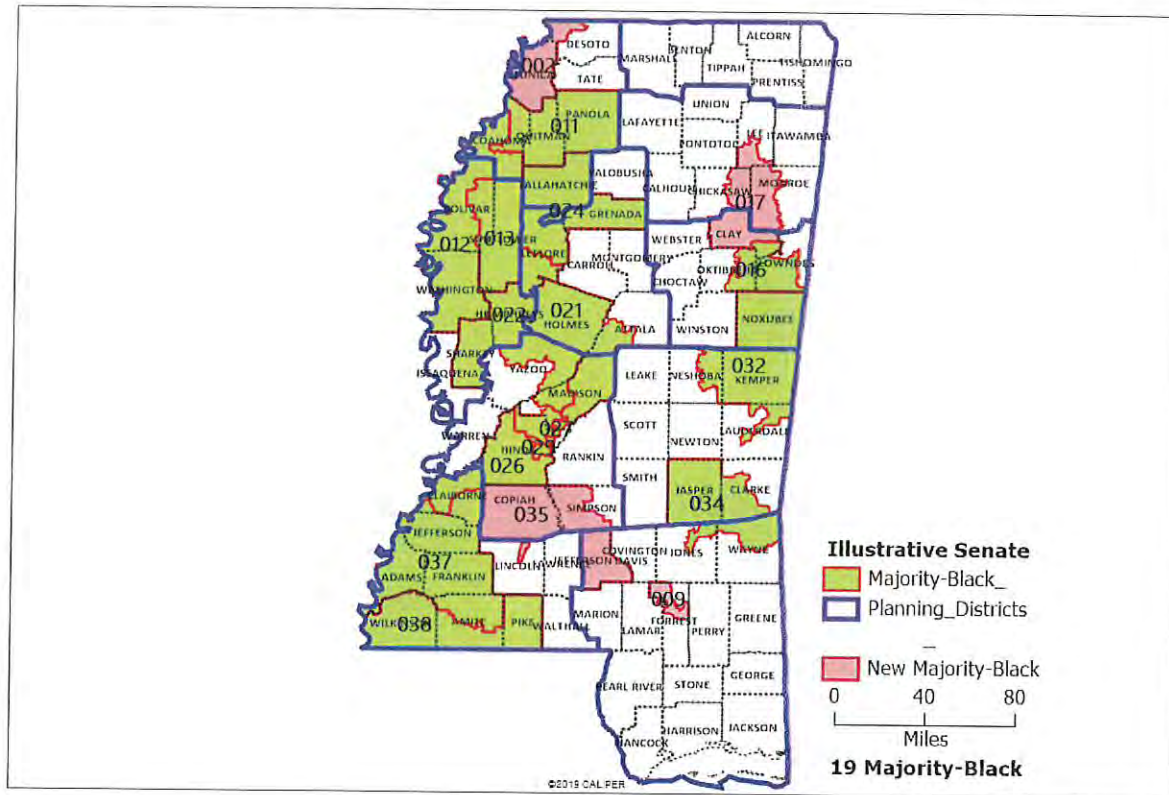 DESOTO
MARSHALL
BENTON
ALCORN
TISHOMINGO
TIPPAH
PRENTISS
002
TUNICA
TATE
UNION
PANOLA
011
QUITMAN
COAHOMA
LAFAYETTE
PONTOTOC
LEE
ITAWAMBA
YALOBUSHA
TALLAHATCHIE
CALHOUN
CHICKASAW
MONROE
017
BOLIVAR
024
GRENADA
012
013
SUNFLOWER
LEFLORE
CARROLL
MONTGOMERY
WEBSTER
CLAY
OKTIBBEHA
016
LOWNDES
CHOCTAW
WASHINGTON
HUMPHREYS
022
021
HOLMES
ATTALA
WINSTON
NOXUBEE
SHARKEY
ISSAQUENA
YAZOO
LEAKE
NESHOBA
032
KEMPER
MADISON
WARREN
HINDS
026
RANKIN
SCOTT
NEWTON
LAUDERDALE
SMITH
JASPER
034
CLARKE
CLAIBORNE
COPIAH
035
SIMPSON
JEFFERSON
037
ADAMS
FRANKLIN
LINCOLN
LAWRENCE
JEFFERSON DAVIS
COVINGTON
JONES
WAYNE
009
WILKINSON
038
AMITE
PIKE
WALTHALL
MARION
LAMAR
FORREST
PERRY
GREENE
PEARL RIVER
STONE
GEORGE
HANCOCK
HARRISON
JACKSON
Illustrative Senate
Majority-Black_
Planning_Districts
_
New Majority-Black
0 40 80
Miles
19 Majority-Black
©2019 CALIPER